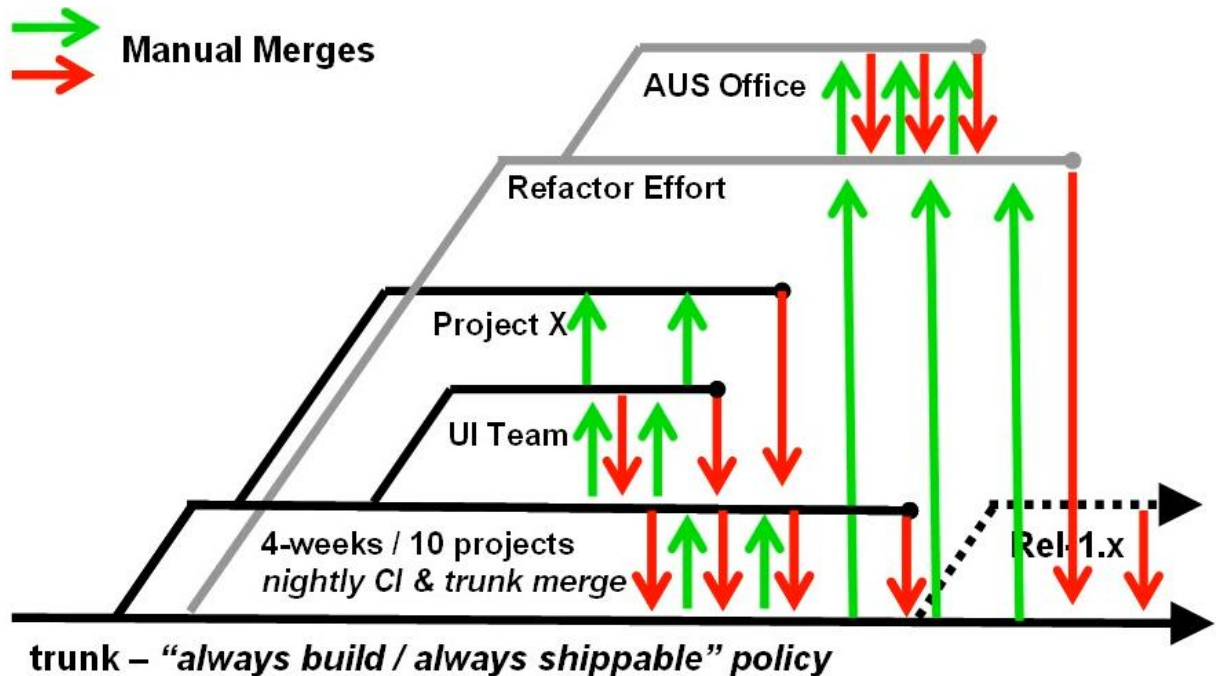 Manual Merges
AUS Office
Refactor Effort
Project X
UI Team
4-weeks / 10 projects
nightly CI & trunk merge
Rel-1.x
trunk – “always build / always shippable” policy